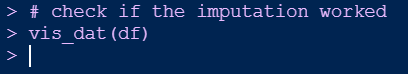 > # check if the imputation worked
> vis_dat(df)
>